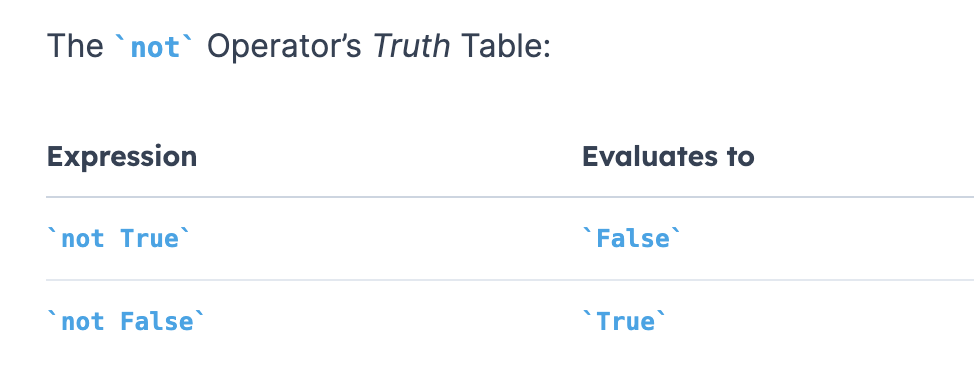 The `not` Operator’s Truth Table:
Expression Evaluates to
`not True` `False`
`not False` `True`